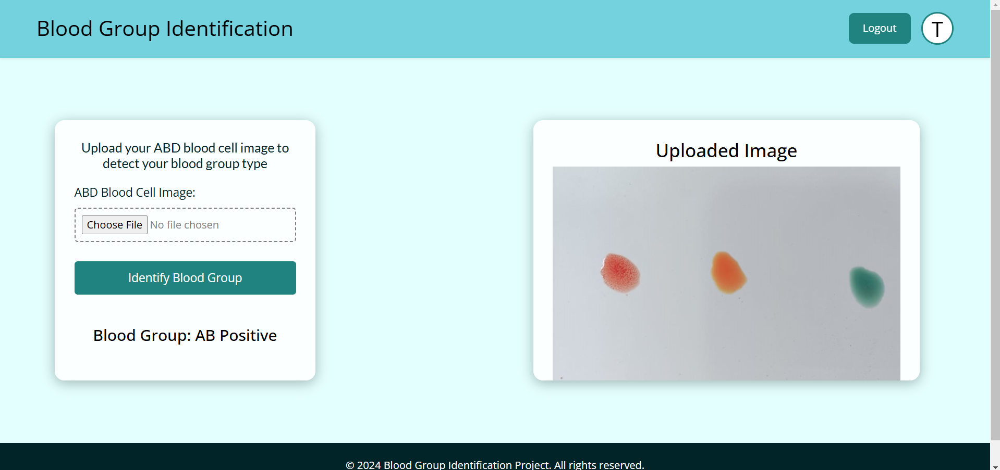 Blood Group Identification
Logout
T
Upload your ABD blood cell image to
detect your blood group type
ABD Blood Cell Image:
Choose File No file chosen
Identify Blood Group
Blood Group: AB Positive
Uploaded Image
© 2024 Blood Group Identification Project. All rights reserved.